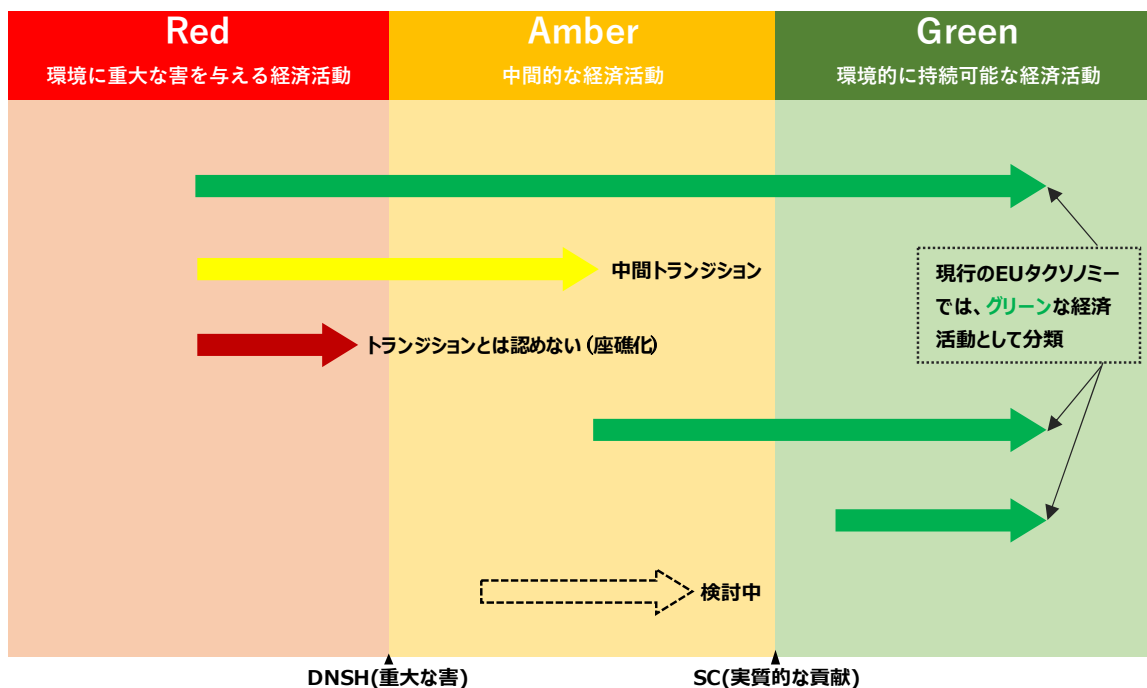 Red
環境に重大な害を与える経済活動
Amber
中間的な経済活動
Green
環境的に持続可能な経済活動
中間トランジション
トランジションとは認めない(座礁化)
現行のEUタクソノミー
では、グリーンな経済
活動として分類
検討中
DNSH(重大な害)
SC(実質的な貢献)